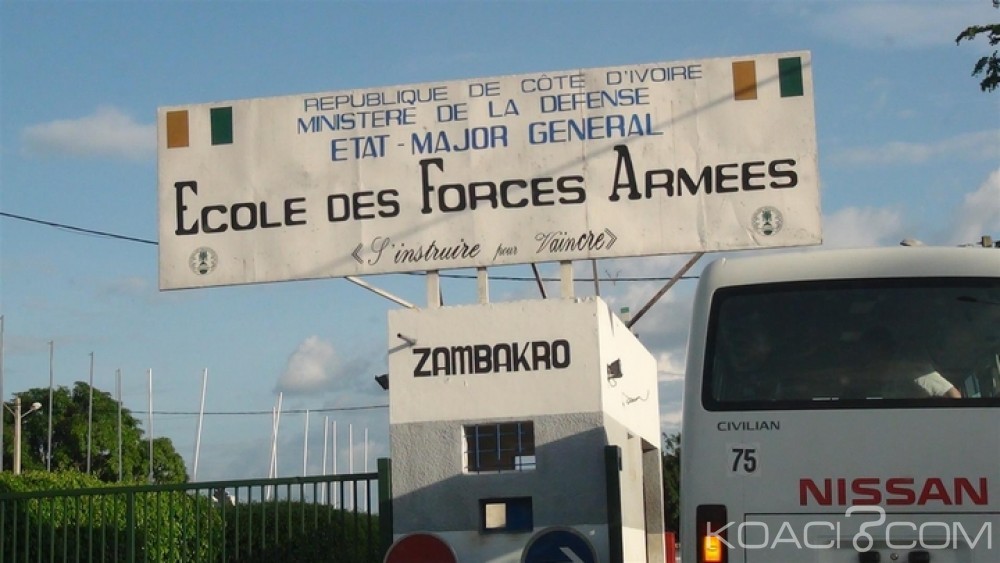 REPUBLIQUE DE CÔTE D'IVOIRE
MINISTERE DE LA DEFENSE
ETAT-MAJOR GENERAL
ECOLE DES FORCES ARMEES
«S'instruire pour Vaincre»
ZAMBAKRO
CIVILIAN
75
NISSAN
KOACI.COM